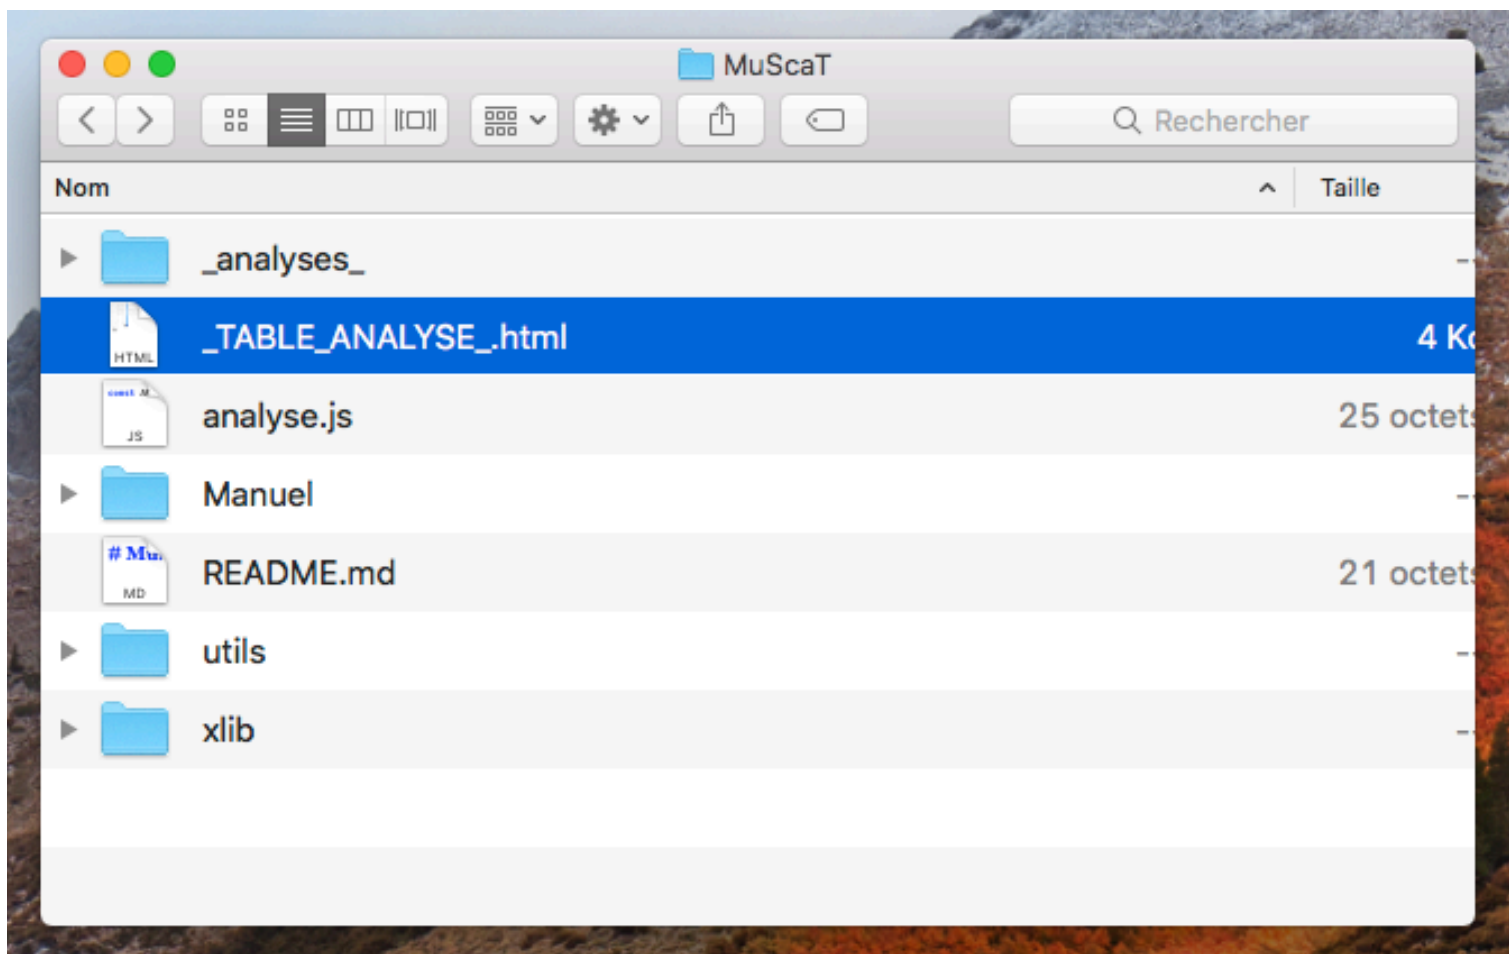 MuScaT
Rechercher
Nom Taille
_analyses_ --
_TABLE_ANALYSE_.html 4 Ko
HTML
const M
analyse.js 25 octets
JS
Manuel --
# Mu
README.md 21 octets
MD
utils --
xlib --